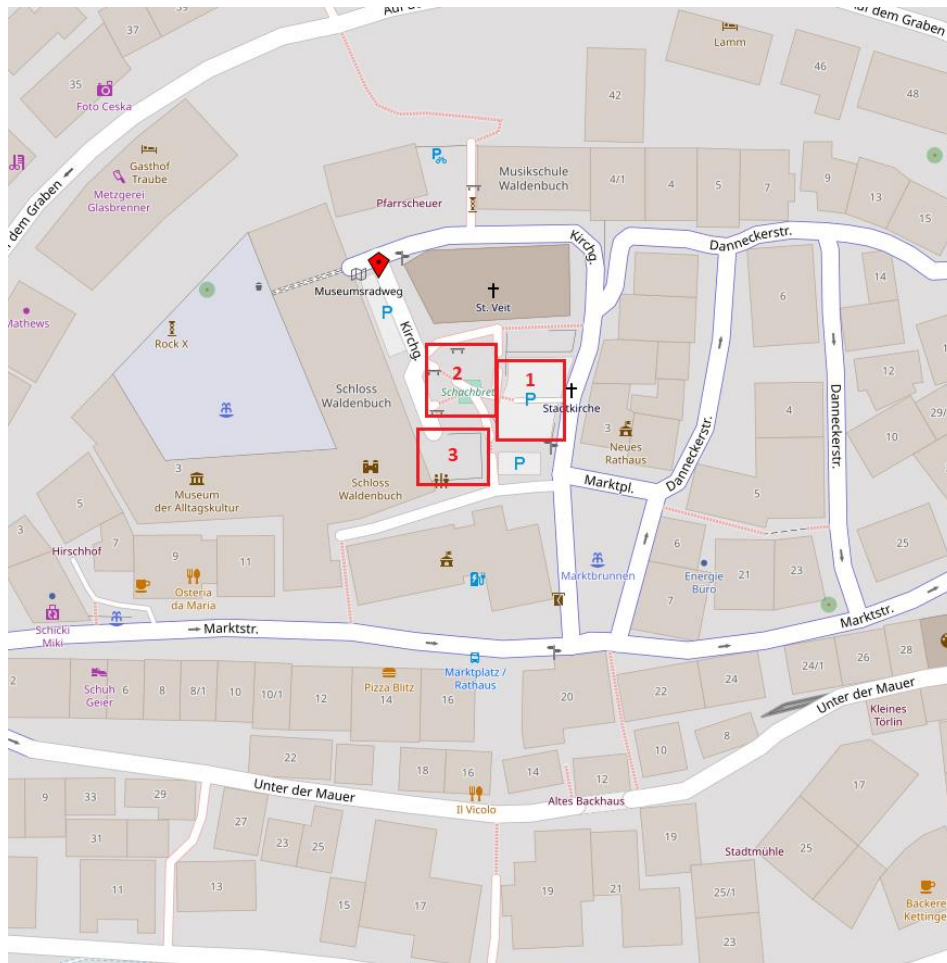 Auf de
Auf dem Graben
37
35
Foto Ceska
Lamm
46
48
42
Gasthof
Traube
Metzgerei
Glasbrenner
dem Graben
P
Musikschule
Waldenbuch
4/1
4
5
7
9
13
15
Pfarrscheuer
Kirchg.
Danneckerstr.
14
Museumsradweg
St. Veit
6
Mathews
Rock X
P
Kirchg.
2
1
Schachbret
P
Stadtkirche
12
29/
Schloss
Waldenbuch
3
Neues
Rathaus
4
Danneckerstr.
Danneckerstr.
10
3
3
Museum
der Alltagskultur
Schloss
Waldenbuch
P
Marktpl.
5
5
3
7
Hirschhof
9
11
Osteria
da Maria
Marktbrunnen
6
7
Energie
Büro
21
23
25
Schicki
Miki
Marktstr.
Marktstr.
Marktplatz /
Rathaus
Schuh
Geier
2
6
8
8/1
10
10/1
12
Pizza Blitz
14
16
20
22
24
24/1
26
28
Unter der Mauer
Kleines
Törlin
22
18
16
14
12
10
8
Unter der Mauer
Il Vicolo
Altes Backhaus
9
33
29
31
27
23
25
19
17
Stadtmühle
25
11
13
15
17
19
21
25/1
23
Bäckere
Kettinge